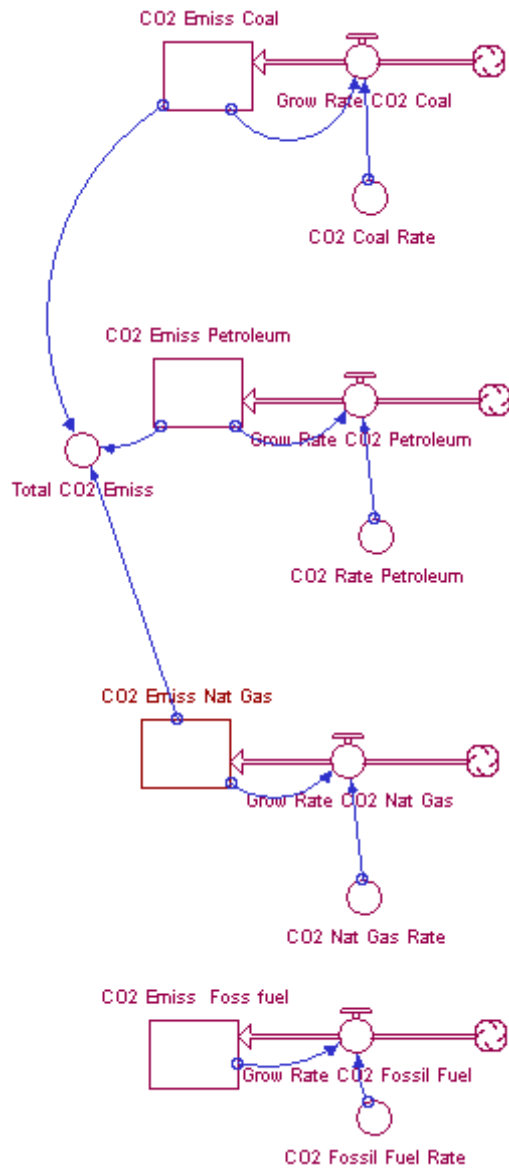 CO2 Emiss Coal
Grow Rate CO2 Coal
CO2 Coal Rate
CO2 Emiss Petroleum
Grow Rate CO2 Petroleum
Total CO2 Emiss
CO2 Rate Petroleum
CO2 Emiss Nat Gas
Grow Rate CO2 Nat Gas
CO2 Nat Gas Rate
CO2 Emiss Foss fuel
Grow Rate CO2 Fossil Fuel
CO2 Fossil Fuel Rate